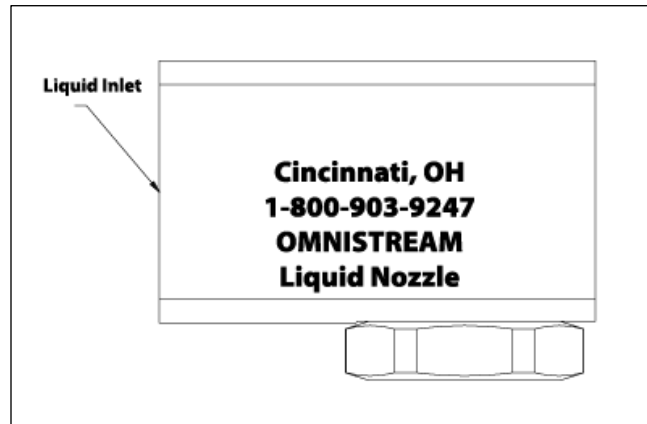 Liquid Inlet
Cincinnati, OH
1-800-903-9247
OMNISTREAM
Liquid Nozzle